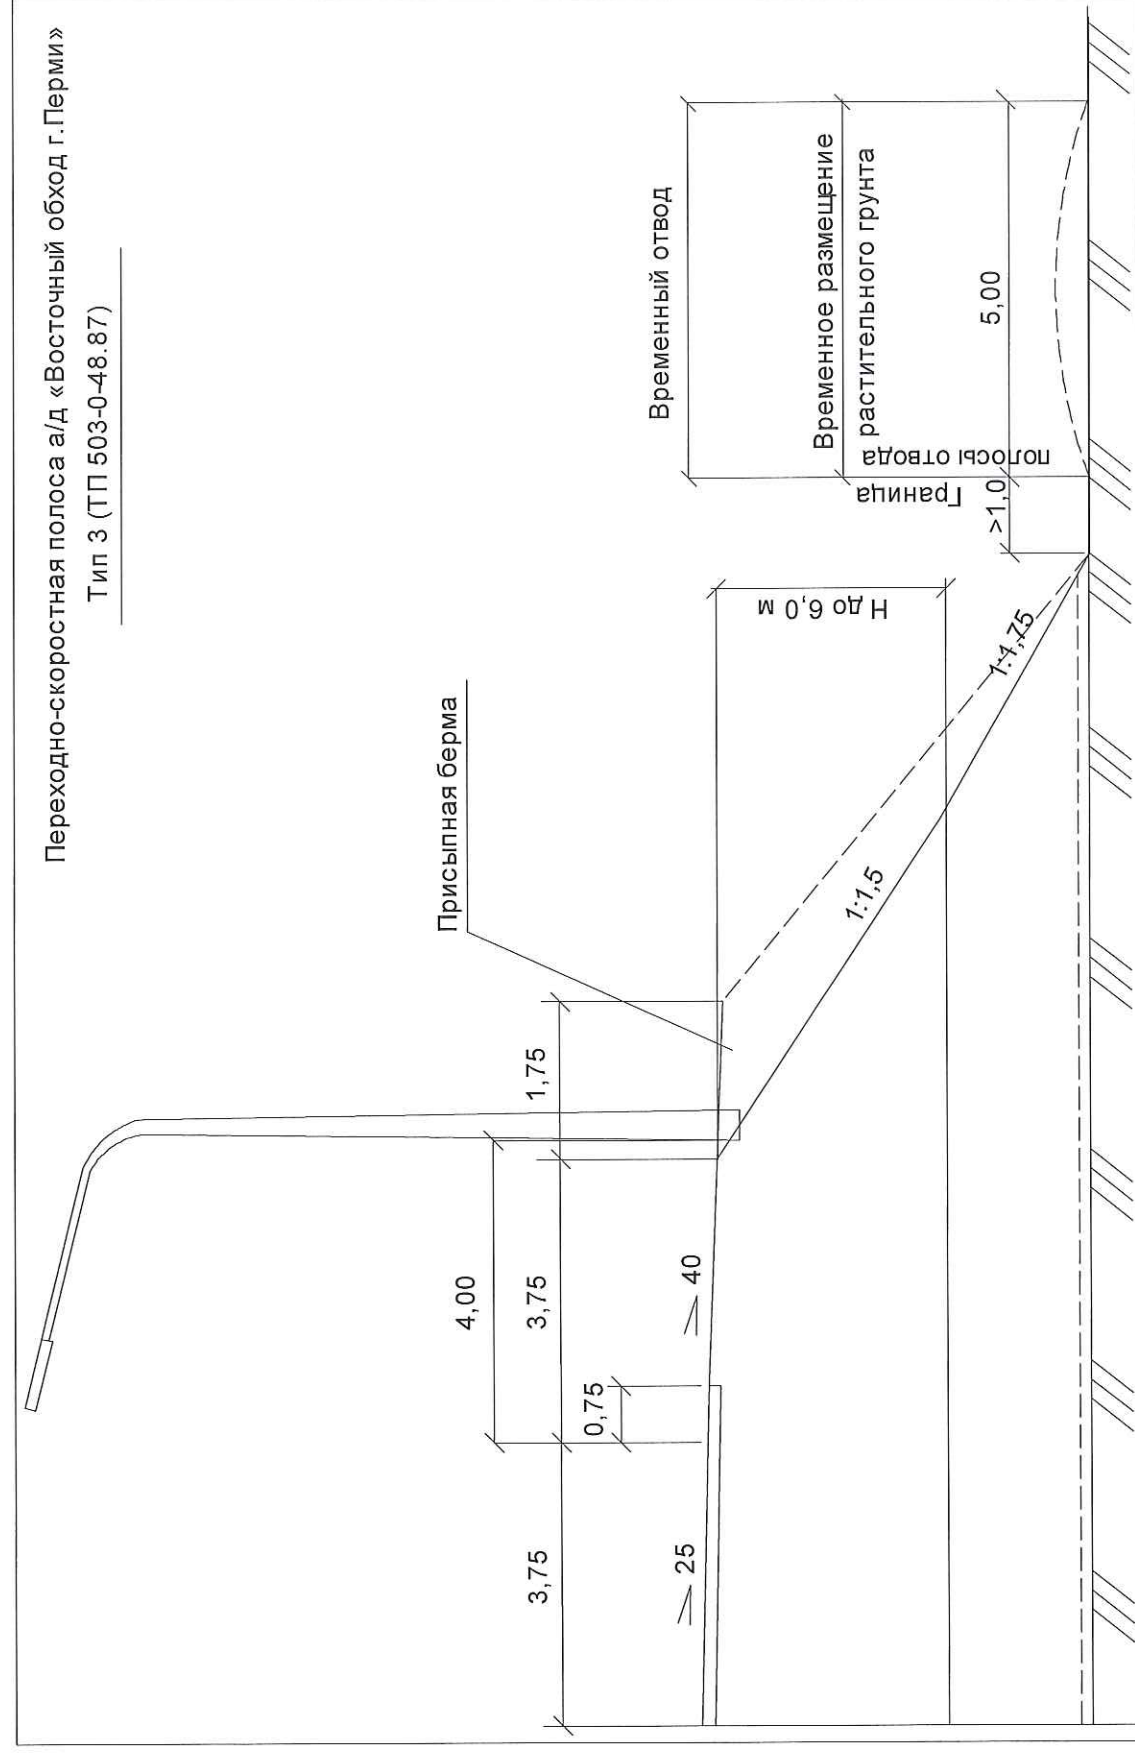 Переходно-скоростная полоса а/д «Восточный обход г.Перми»
Тип 3 (ТП 503-0-48.87)
Присыпная берма
Временный отвод
Временное размещение
растительного грунта
Граница
полосы отвода
4,00
3,75
3,75
1,75
0,75
25
40
1:1,5
1:1,75
Н до 6,0 м
>1,0
5,00